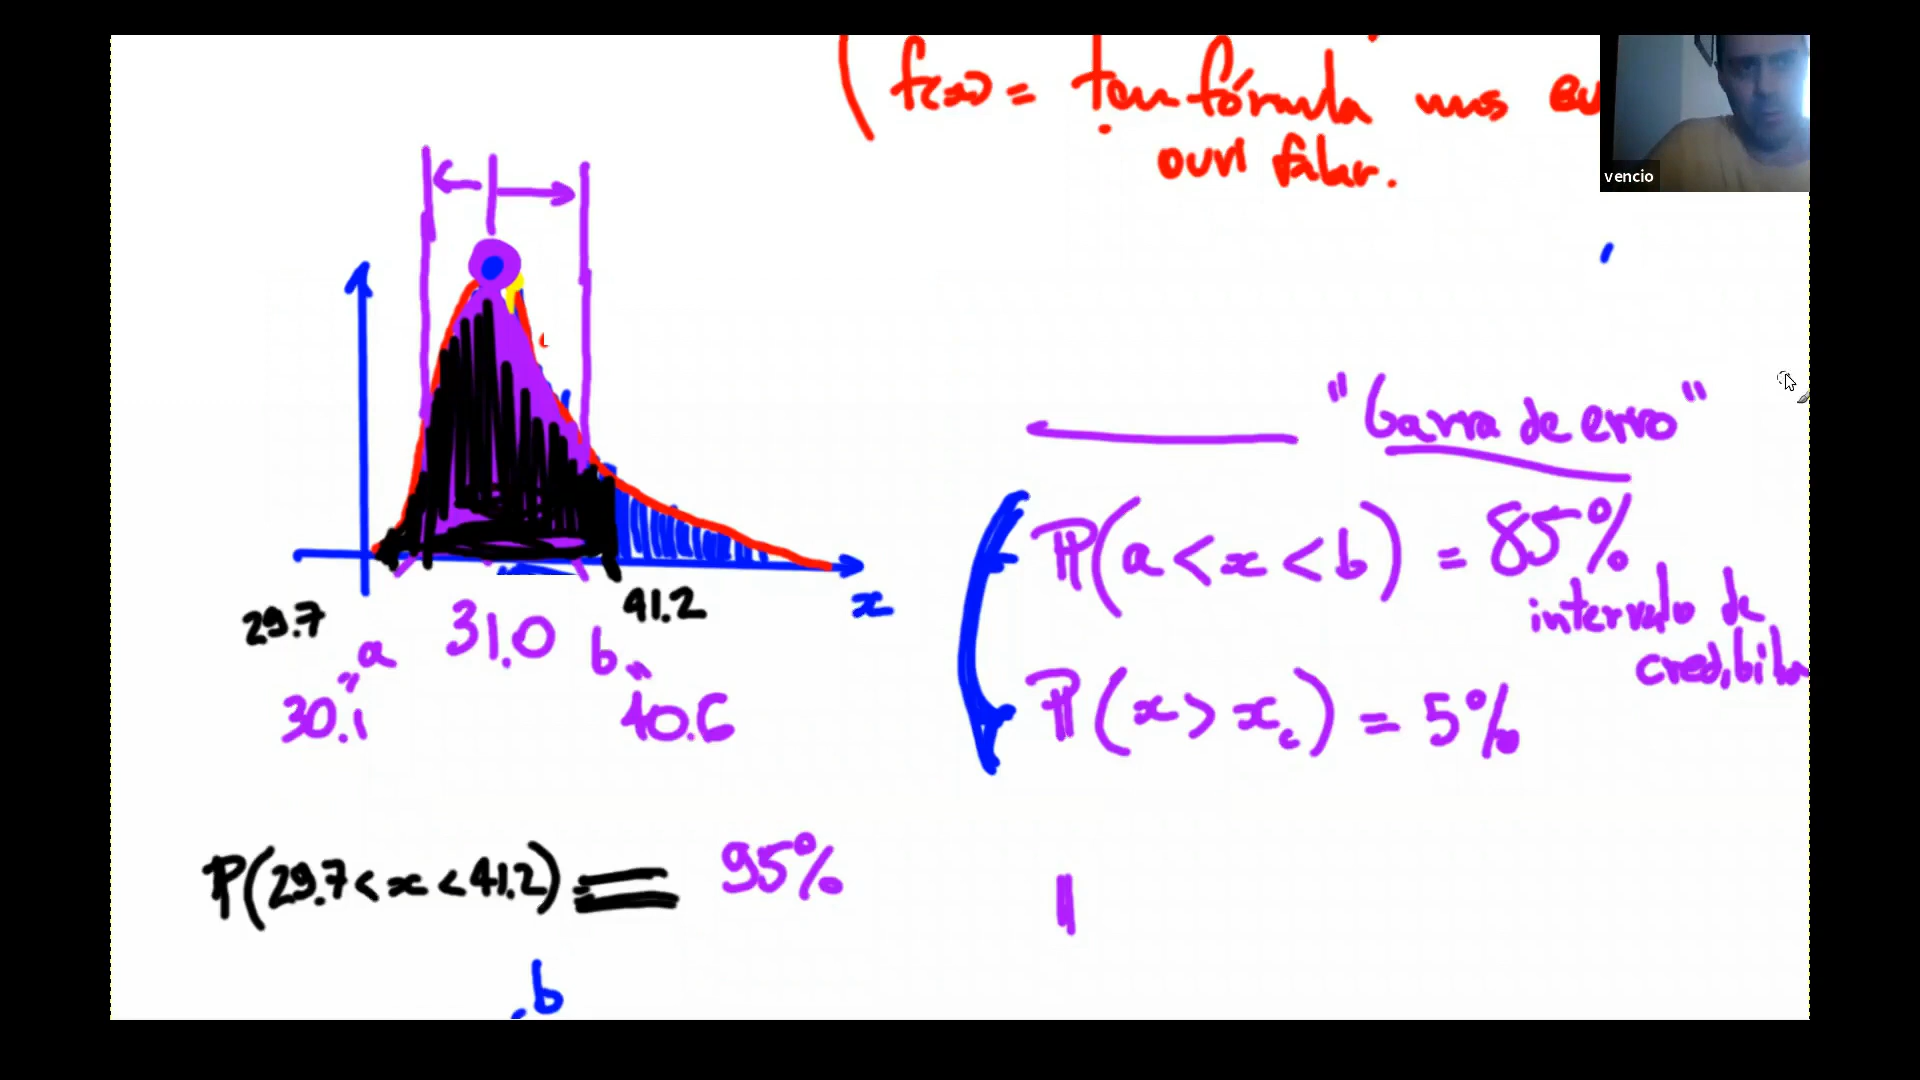 f(x) = tem fórmula mas eu
ouvi falar.
vencio
"barra de erro"
P(a < x < b) = 85%
intervalo de
credibilida
P(x > xc) = 5%
x
29.7
41.2
a
31.0
b
30.1
40.6
P(29.7 < x < 41.2) = 95%
b